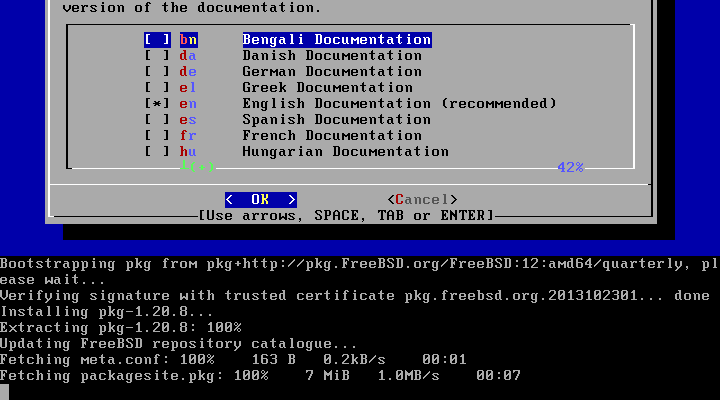 version of the documentation.
[ ] bn Bengali Documentation
[ ] da Danish Documentation
[ ] de German Documentation
[ ] el Greek Documentation
[*] en English Documentation (recommended)
[ ] es Spanish Documentation
[ ] fr French Documentation
[ ] hu Hungarian Documentation
┴(+) 42%
< OK > <Cancel>
[Use arrows, SPACE, TAB or ENTER]
Bootstrapping pkg from pkg+http://pkg.FreeBSD.org/FreeBSD:12:amd64/quarterly, pl
ease wait...
Verifying signature with trusted certificate pkg.freebsd.org.2013102301... done
Installing pkg-1.20.8...
Extracting pkg-1.20.8: 100%
Updating FreeBSD repository catalogue...
Fetching meta.conf: 100% 163 B 0.2kB/s 00:01
Fetching packagesite.pkg: 100% 7 MiB 1.0MB/s 00:07